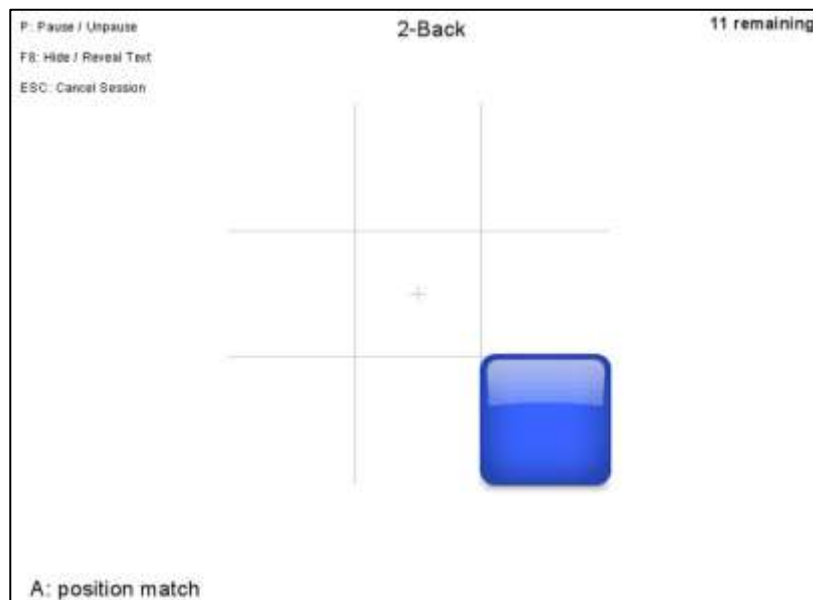 P: Pause / Unpause
2-Back
11 remaining
F8: Hide / Reveal Text
ESC: Cancel Session
A: position match